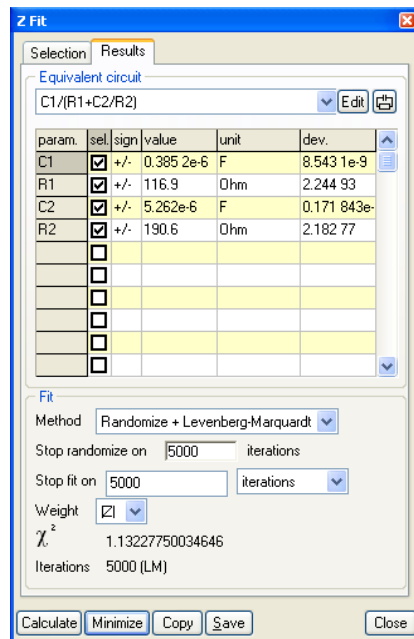 Z Fit
Selection Results
Equivalent circuit
C1/(R1+C2/R2) Edit
param. sel. sign value unit dev.
C1 +/- 0.385 2e-6 F 8.543 1e-9
R1 +/- 116.9 Ohm 2.244 93
C2 +/- 5.262e-6 F 0.171 843e-
R2 +/- 190.6 Ohm 2.182 77
Fit
Method Randomize + Levenberg-Marquardt
Stop randomize on 5000 iterations
Stop fit on 5000 iterations
Weight |Z|
χ²  1.13227750034646
Iterations 5000 (LM)
Calculate Minimize Copy Save Close